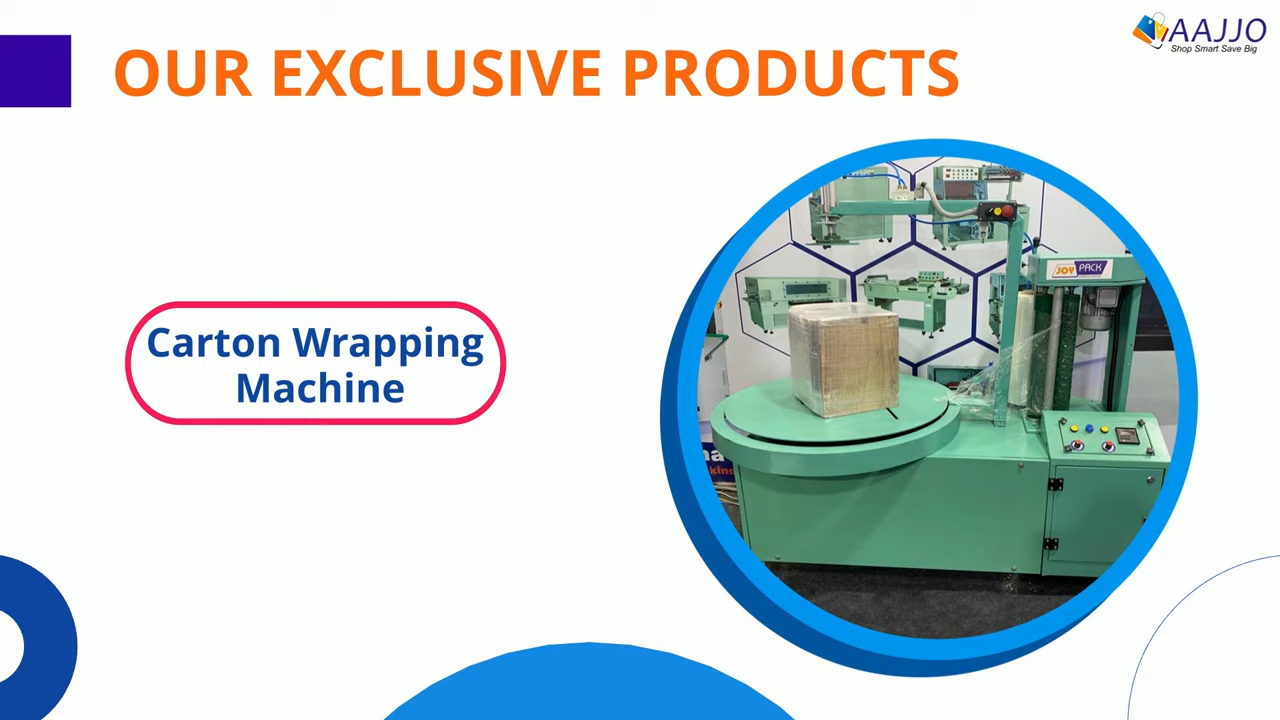 AAJJO
Shop Smart Save Big
OUR EXCLUSIVE PRODUCTS
Carton Wrapping
Machine
JOY PACK